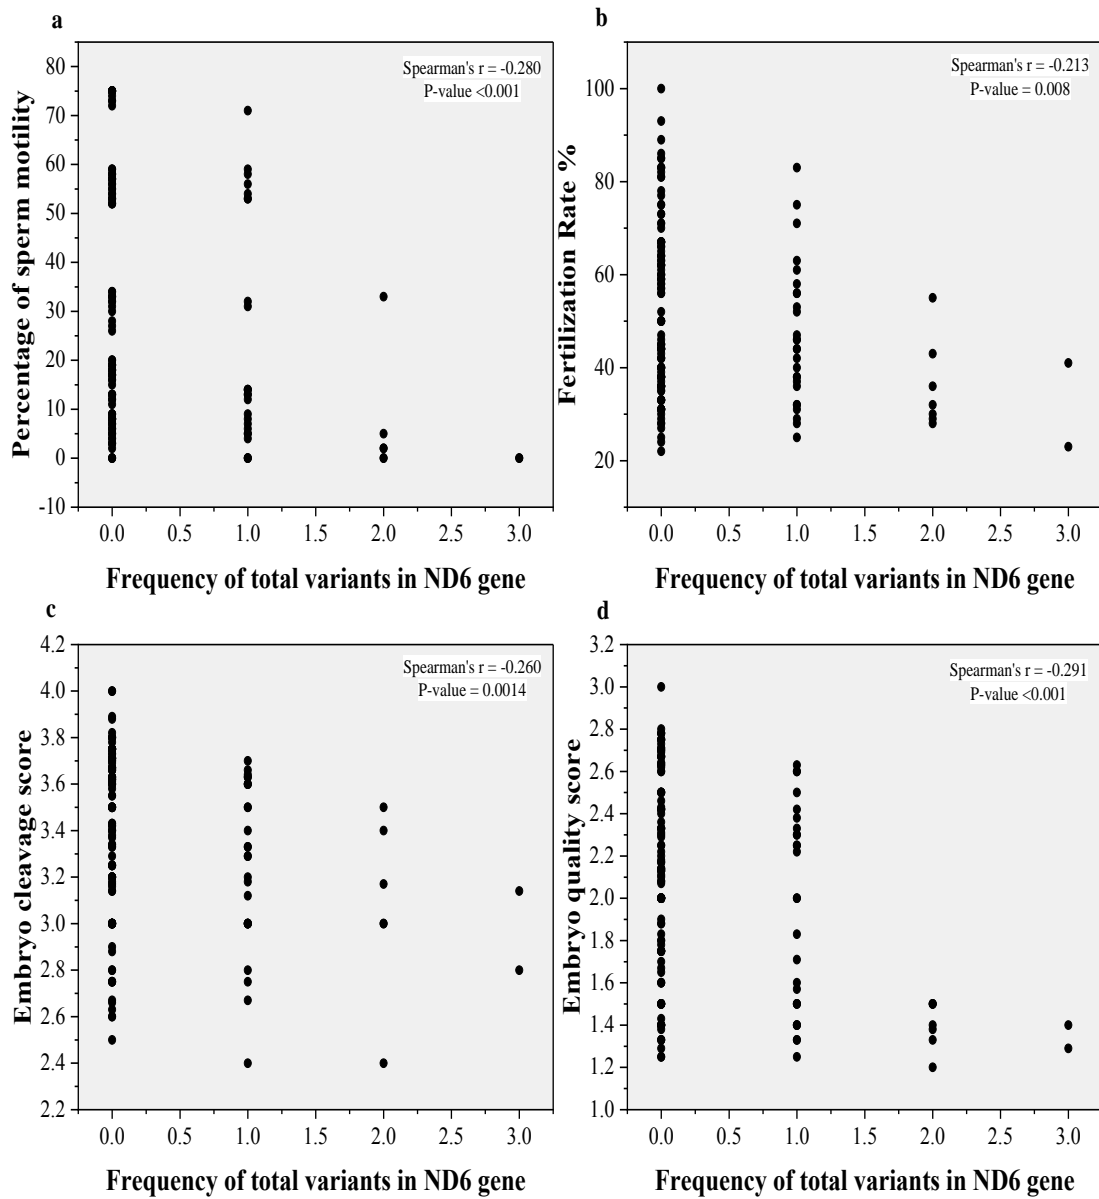 a
Spearman's r = -0.280
P-value <0.001
Percentage of sperm motility
80
70
60
50
40
30
20
10
0
-10
0.0 0.5 1.0 1.5 2.0 2.5 3.0
Frequency of total variants in ND6 gene
b
Spearman's r = -0.213
P-value = 0.008
Fertilization Rate %
100
80
60
40
20
0.0 0.5 1.0 1.5 2.0 2.5 3.0
Frequency of total variants in ND6 gene
c
Spearman's r = -0.260
P-value = 0.0014
Embryo cleavage score
4.2
4.0
3.8
3.6
3.4
3.2
3.0
2.8
2.6
2.4
2.2
0.0 0.5 1.0 1.5 2.0 2.5 3.0
Frequency of total variants in ND6 gene
d
Spearman's r = -0.291
P-value <0.001
Embryo quality score
3.2
3.0
2.8
2.6
2.4
2.2
2.0
1.8
1.6
1.4
1.2
1.0
0.0 0.5 1.0 1.5 2.0 2.5 3.0
Frequency of total variants in ND6 gene